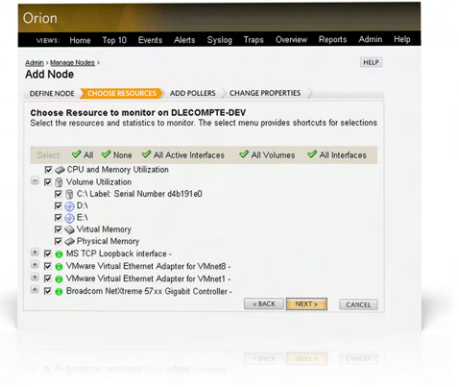 Orion
VIEWS: Home Top 10 Events Alerts Syslog Traps Overview Reports Admin Help
Admin > Manage Nodes > HELP
Add Node
DEFINE NODE CHOOSE RESOURCES ADD POLLERS CHANGE PROPERTIES
Choose Resource to monitor on DLECOMPTE-DEV
Select the resources and statistics to monitor. The select menu provides shortcuts for selections
Select: All None All Active Interfaces All Volumes All Interfaces
CPU and Memory Utilization
Volume Utilization
C:\ Label: Serial Number d4b191e0
D:\
E:\
Virtual Memory
Physical Memory
MS TCP Loopback interface -
VMware Virtual Ethernet Adapter for VMnet8 -
VMware Virtual Ethernet Adapter for VMnet1 -
Broadcom NetXtreme 57xx Gigabit Controller -
< BACK NEXT > CANCEL